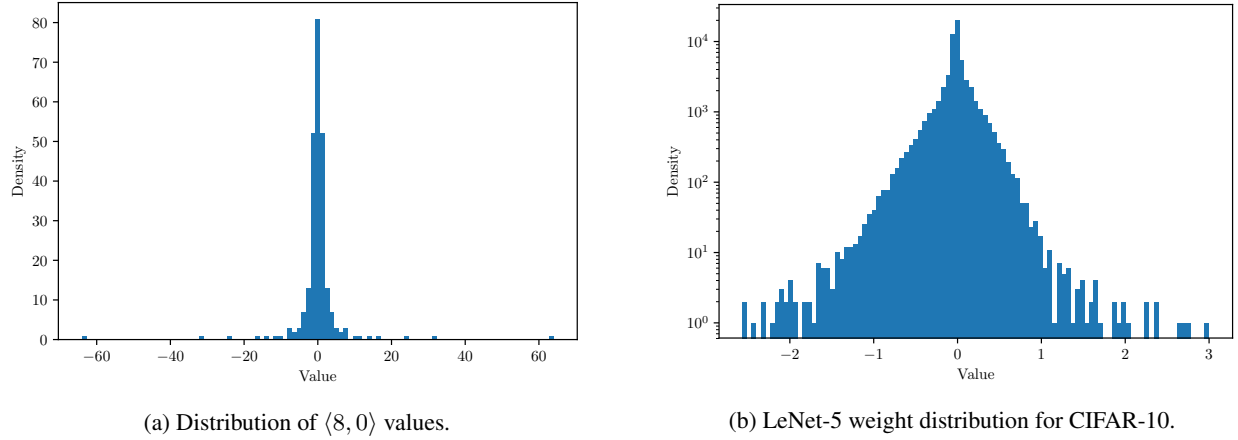 80
70
60
50
40
30
20
10
0
Density
−60 −40 −20 0 20 40 60
Value
(a) Distribution of ⟨8, 0⟩ values.
10⁴
10³
10²
10¹
10⁰
Density
−2 −1 0 1 2 3
Value
(b) LeNet-5 weight distribution for CIFAR-10.